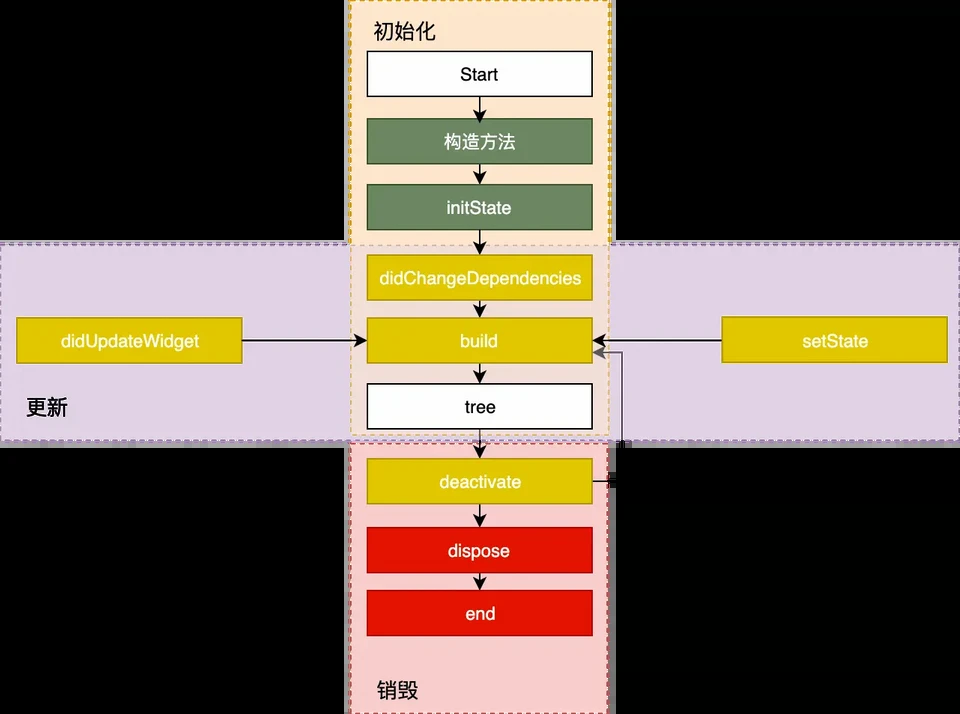 初始化
Start
构造方法
initState
didChangeDependencies
didUpdateWidget
build
setState
更新
tree
deactivate
dispose
end
销毁